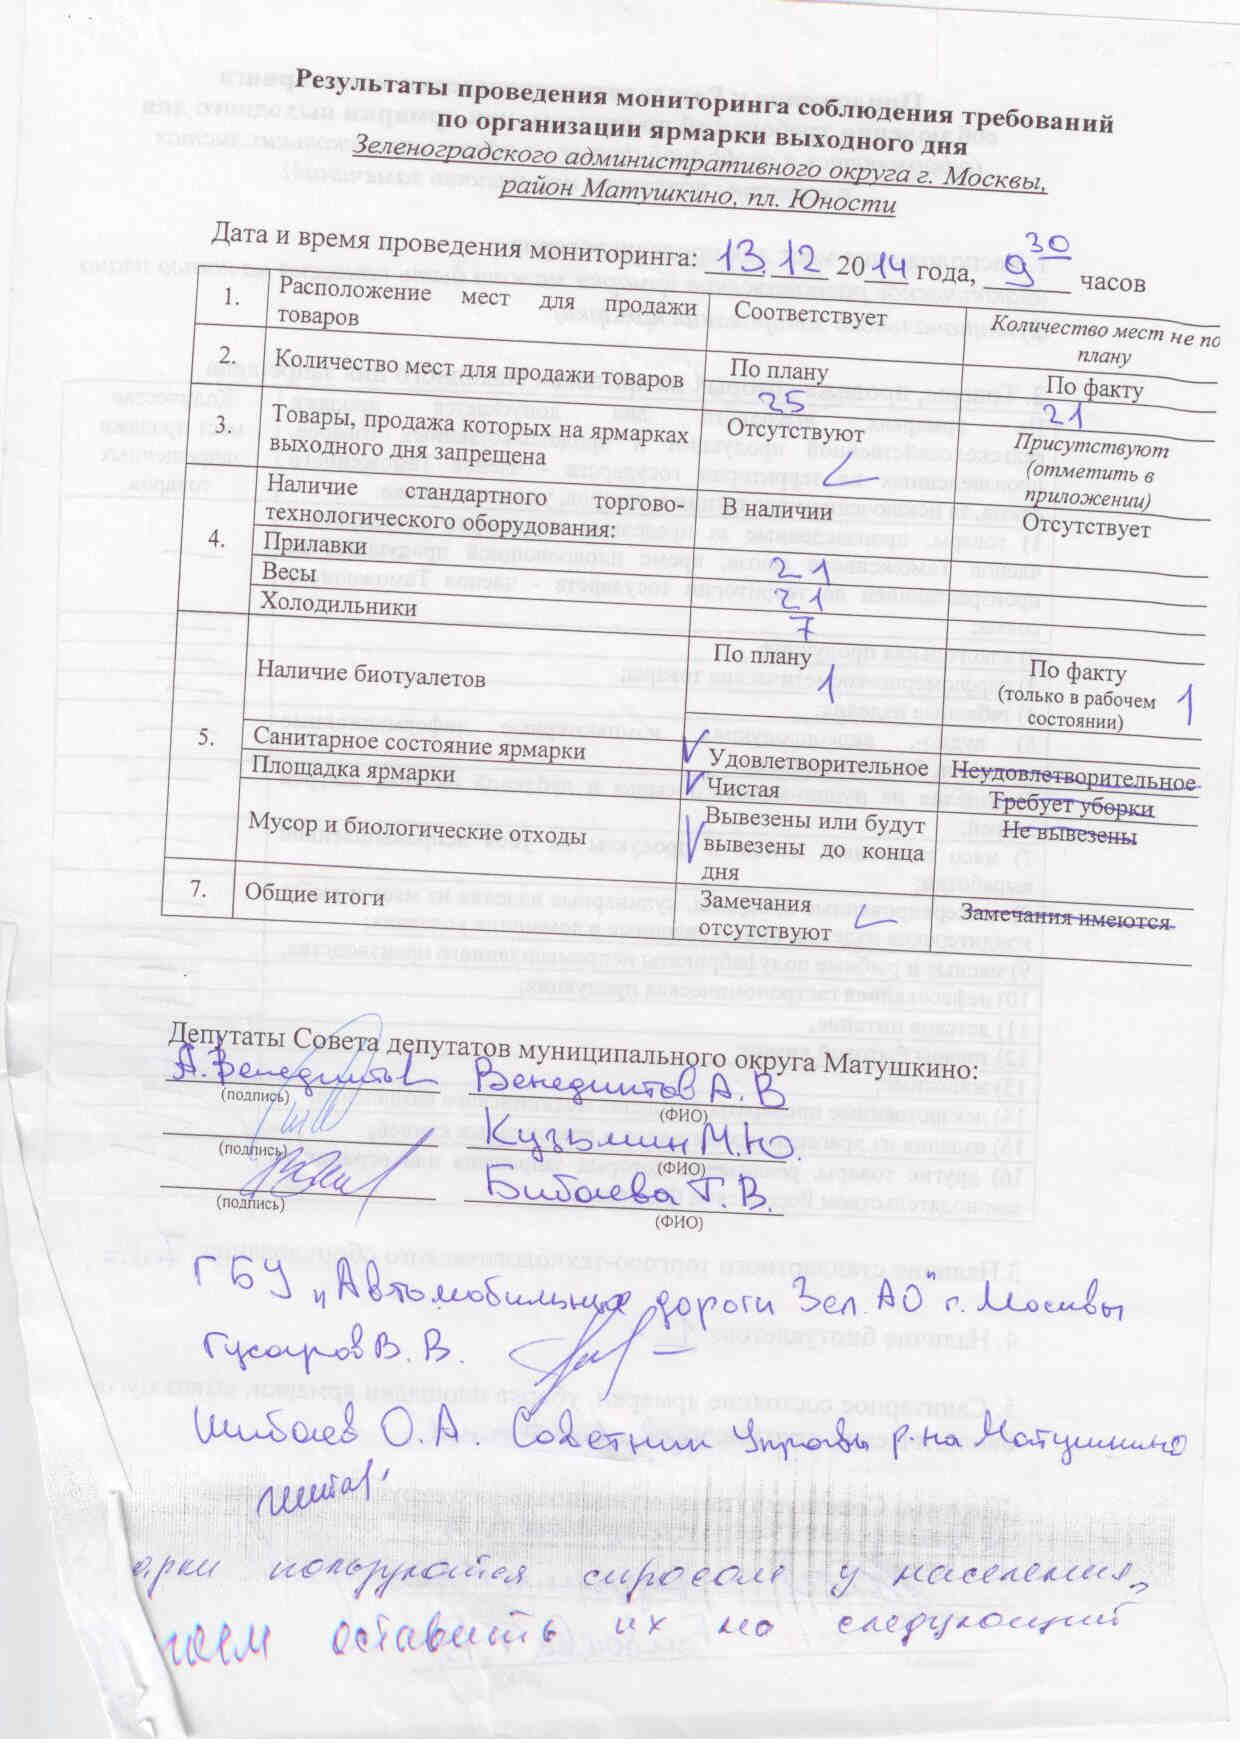 Результаты проведения мониторинга соблюдения требований
по организации ярмарки выходного дня
Зеленоградского административного округа г. Москвы,
район Матушкино, пл. Юности
Дата и время проведения мониторинга: 13.12 2014 года, 9 30 часов
1. Расположение мест для продажи товаров Соответствует Количество мест не по плану
2. Количество мест для продажи товаров По плану 25 По факту 21
3. Товары, продажа которых на ярмарках выходного дня запрещена Отсутствуют Присутствуют (отметить в приложении)
4. Наличие стандартного торгово-технологического оборудования: В наличии Отсутствует
Прилавки 21
Весы 21
Холодильники 7
5. Наличие биотуалетов По плану 1 По факту (только в рабочем состоянии) 1
Санитарное состояние ярмарки Удовлетворительное Неудовлетворительное
Площадка ярмарки Чистая Требует уборки
Мусор и биологические отходы Вывезены или будут вывезены до конца дня Не вывезены
7. Общие итоги Замечания отсутствуют Замечания имеются
Депутаты Совета депутатов муниципального округа Матушкино:
А.Венедиктов Венедиктов А.В
(подпись) (ФИО)
Кузьмин М.Ю.
(подпись) (ФИО)
Бибаева Г.В.
(подпись) (ФИО)
ГБУ "Автомобильных дороги Зел.АО" г. Москвы
Гусаров В.В.
Шибаев О.А. Советник Управы р-на Матушкино
арки пользуются спросом у населения,
оставить их на следующий